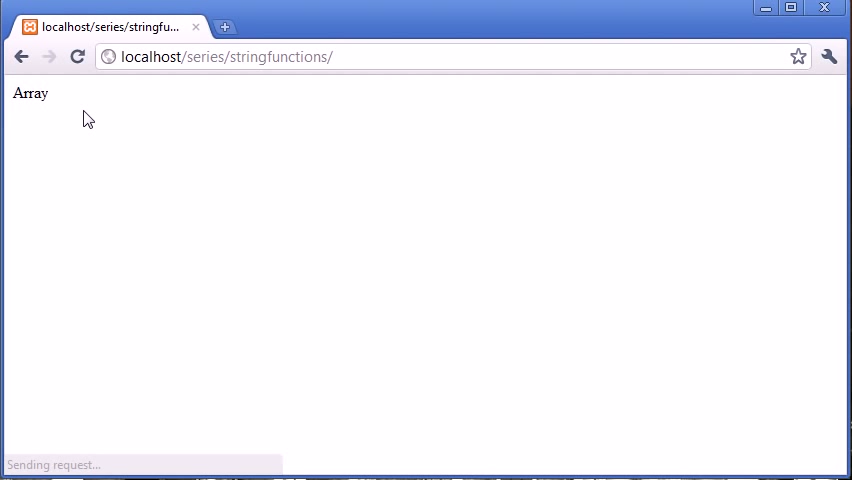 localhost/series/stringfu...
localhost/series/stringfunctions/
Array
Sending request...